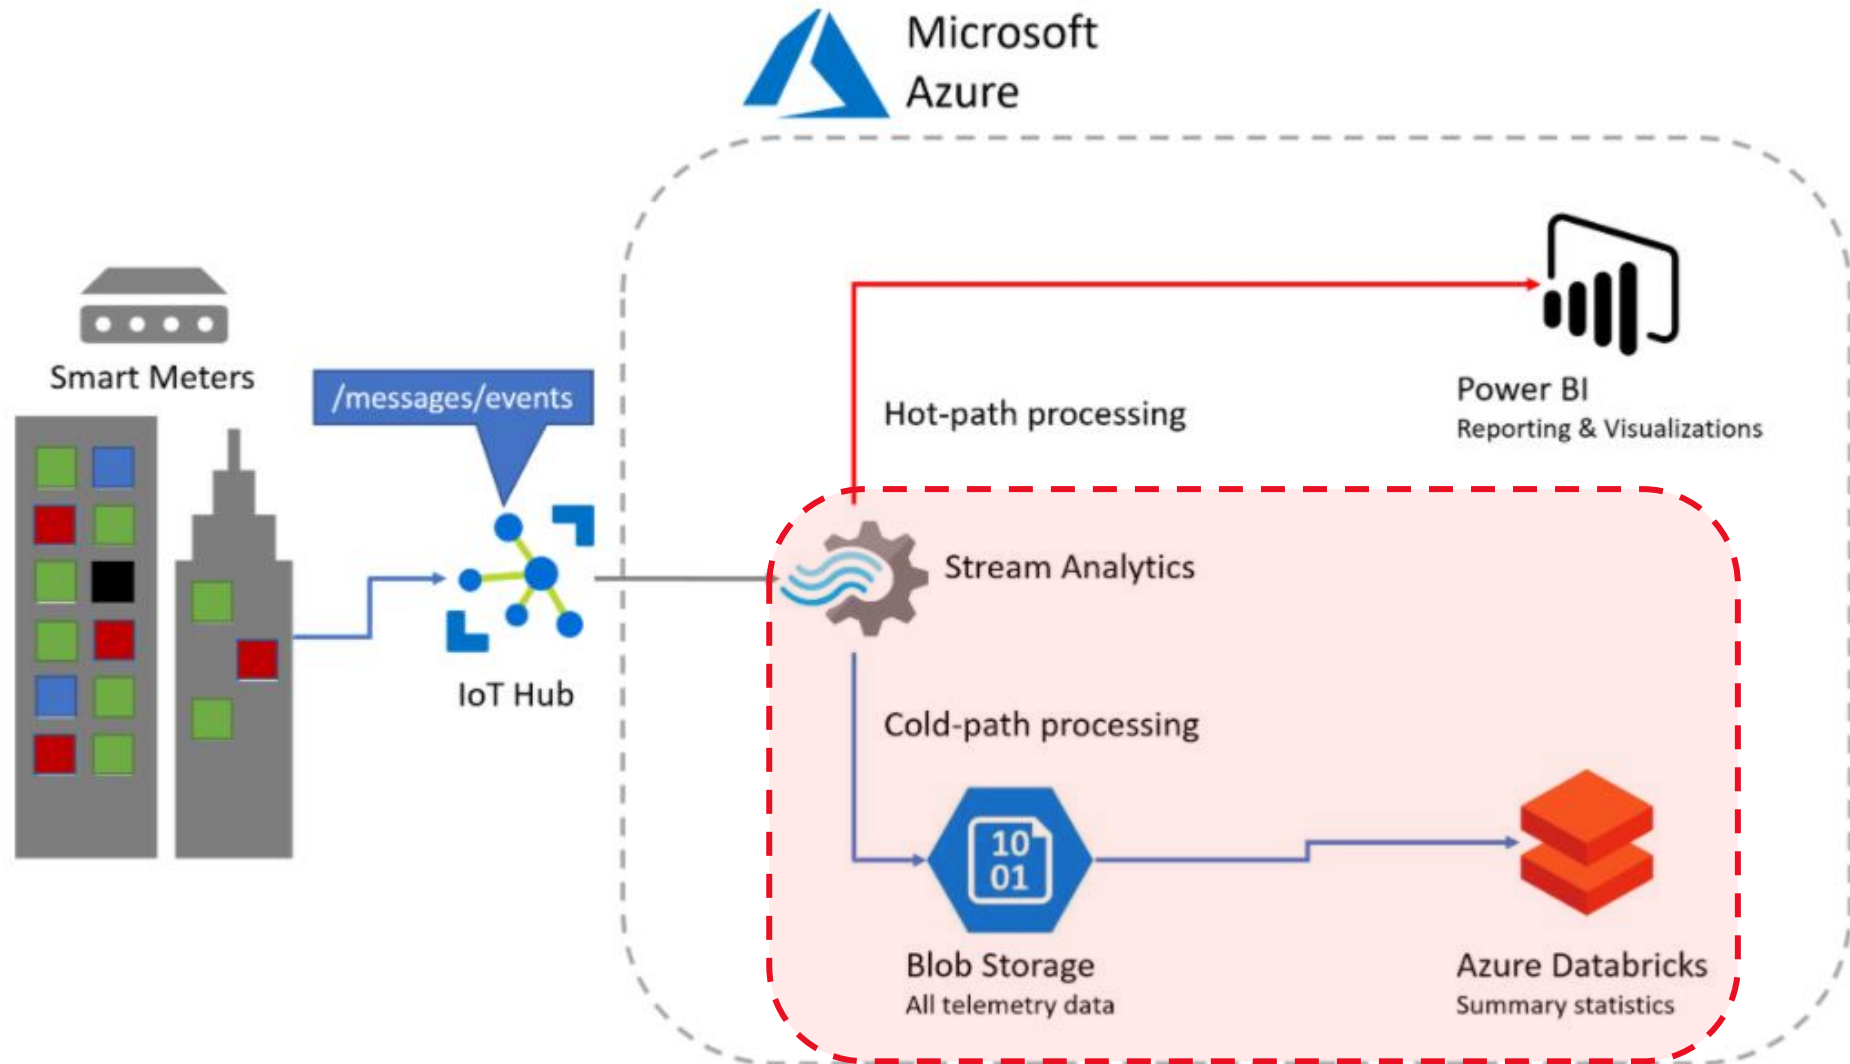 Microsoft
Azure
Smart Meters
/messages/events
IoT Hub
Hot-path processing
Power BI
Reporting & Visualizations
Stream Analytics
Cold-path processing
10
01
Blob Storage
All telemetry data
Azure Databricks
Summary statistics